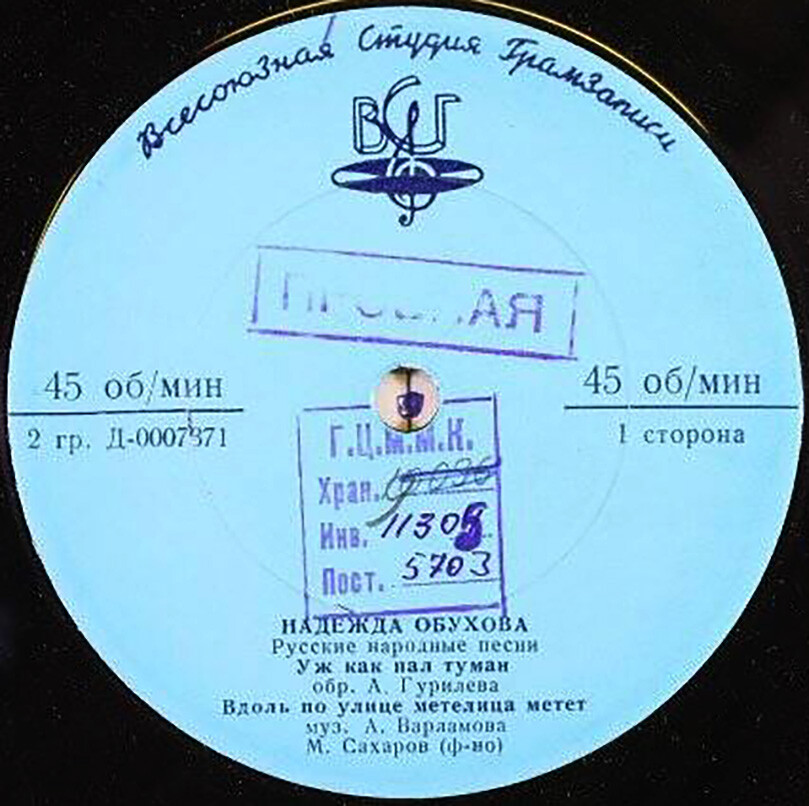 Всесоюзная Студия Грамзаписи
ВСГ
45 об/мин
2 гр. Д-0007371
45 об/мин
1 сторона
Г.Ц.М.М.К.
Хран.
Инв. 11305
Пост. 5703
НАДЕЖДА ОБУХОВА
Русские народные песни
Уж как пал туман
обр. А. Гурилева
Вдоль по улице метелица метет
муз. А. Варламова
М. Сахаров (ф-но)